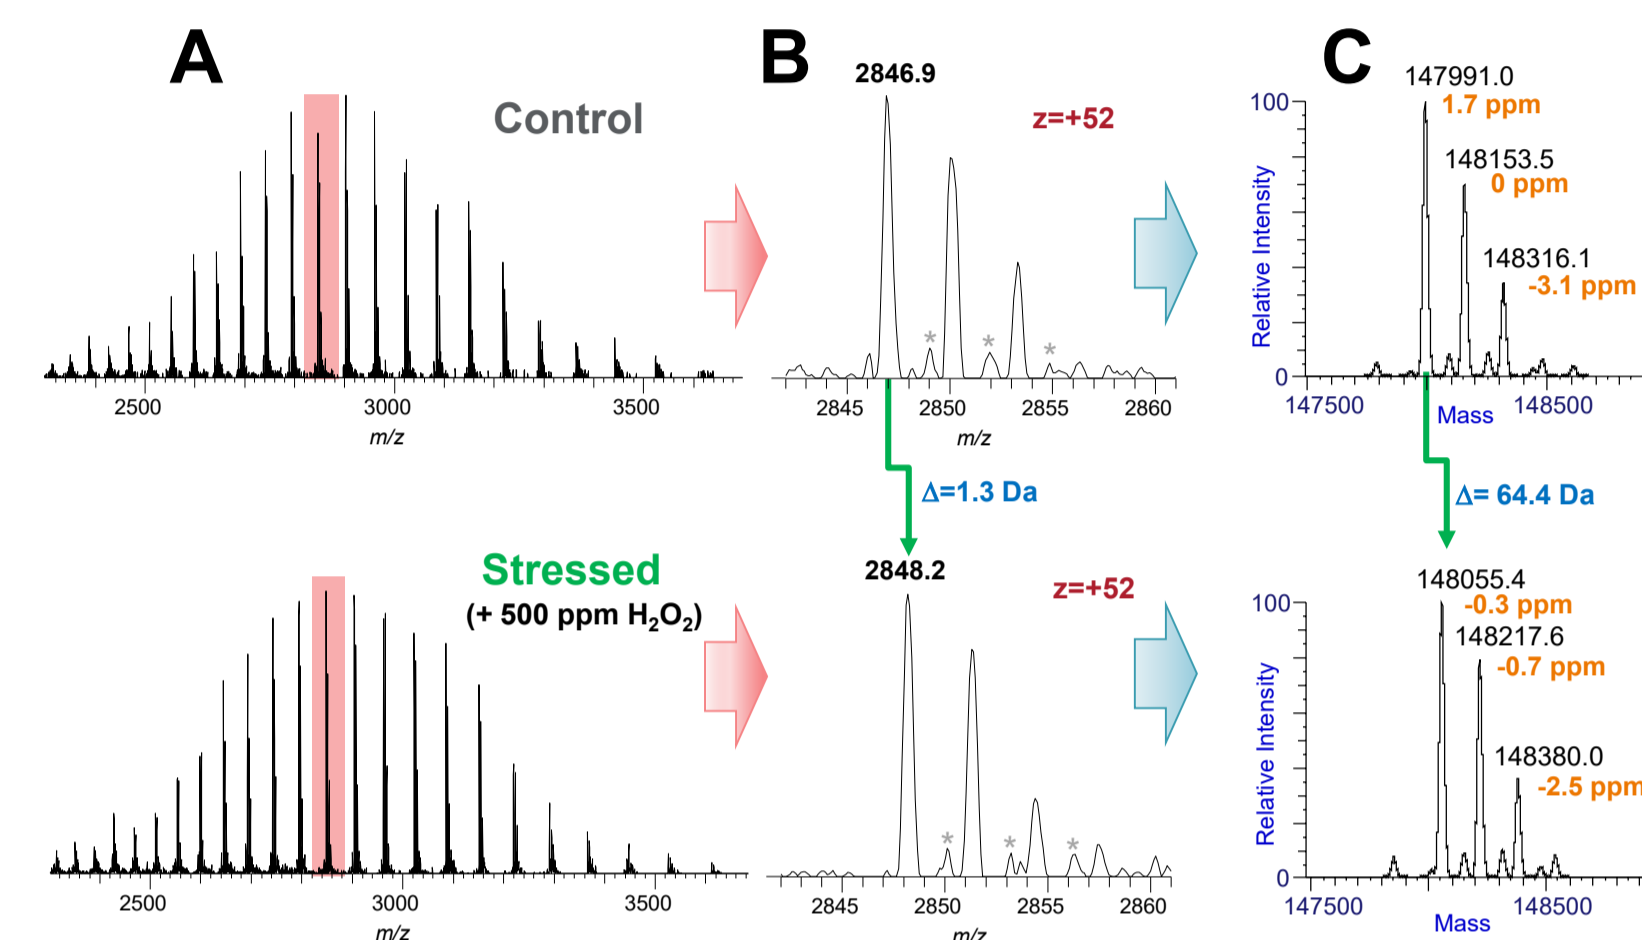 A
Control
2500 3000 3500
m/z
B
2846.9
z=+52
*
*
*
2845 2850 2855 2860
m/z
C
147991.0
1.7 ppm
148153.5
0 ppm
148316.1
-3.1 ppm
100
0
Relative Intensity
147500 148500
Mass
Δ=1.3 Da
Δ= 64.4 Da
Stressed
(+ 500 ppm H₂O₂)
2500 3000 3500
m/z
2848.2
z=+52
*
*
*
2845 2850 2855 2860
m/z
148055.4
-0.3 ppm
148217.6
-0.7 ppm
148380.0
-2.5 ppm
100
0
Relative Intensity
147500 148500
Mass